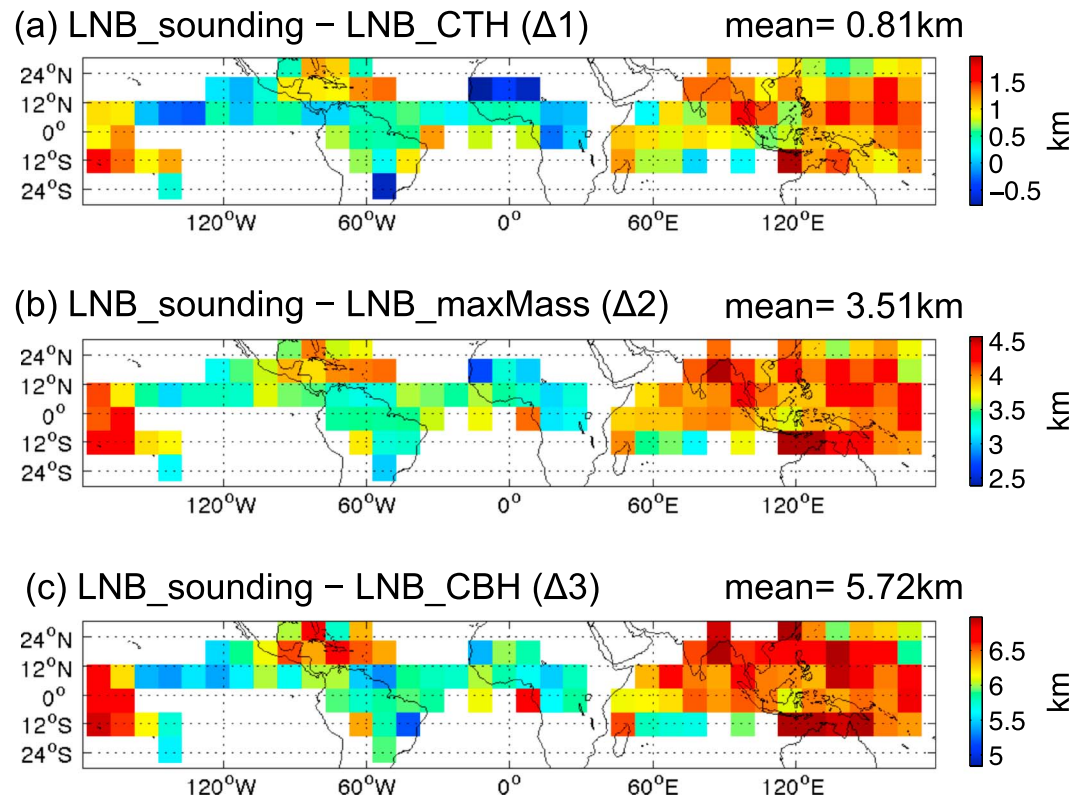 (a) LNB_sounding − LNB_CTH (Δ1) mean= 0.81km
24°N
12°N
0°
12°S
24°S
120°W 60°W 0° 60°E 120°E
1.5
1
0.5
0
−0.5
km
(b) LNB_sounding − LNB_maxMass (Δ2) mean= 3.51km
24°N
12°N
0°
12°S
24°S
120°W 60°W 0° 60°E 120°E
4.5
4
3.5
3
2.5
km
(c) LNB_sounding − LNB_CBH (Δ3) mean= 5.72km
24°N
12°N
0°
12°S
24°S
120°W 60°W 0° 60°E 120°E
6.5
6
5.5
5
km